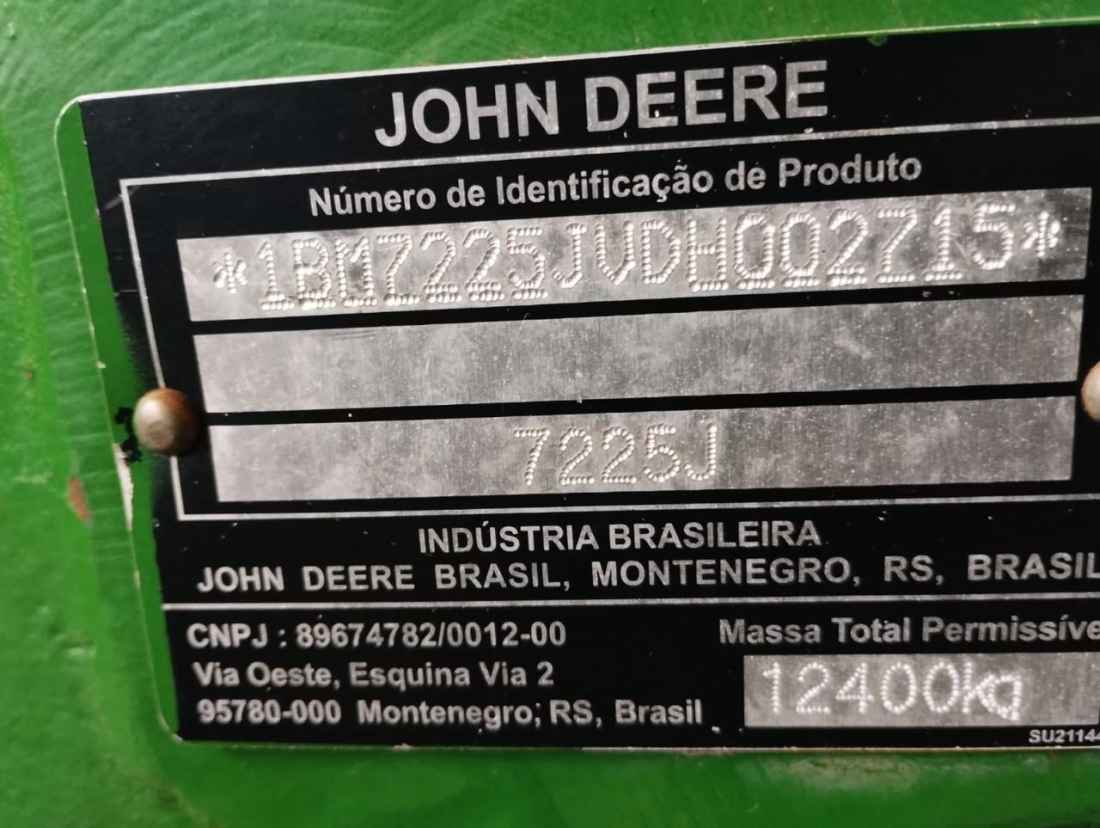 JOHN DEERE
Número de Identificação de Produto
*1BM7225JVDH002715*
7225J
INDÚSTRIA BRASILEIRA
JOHN DEERE BRASIL, MONTENEGRO, RS, BRASIL
CNPJ : 89674782/0012-00
Massa Total Permissíve
Via Oeste, Esquina Via 2
12400kg
95780-000 Montenegro; RS, Brasil
SU21144